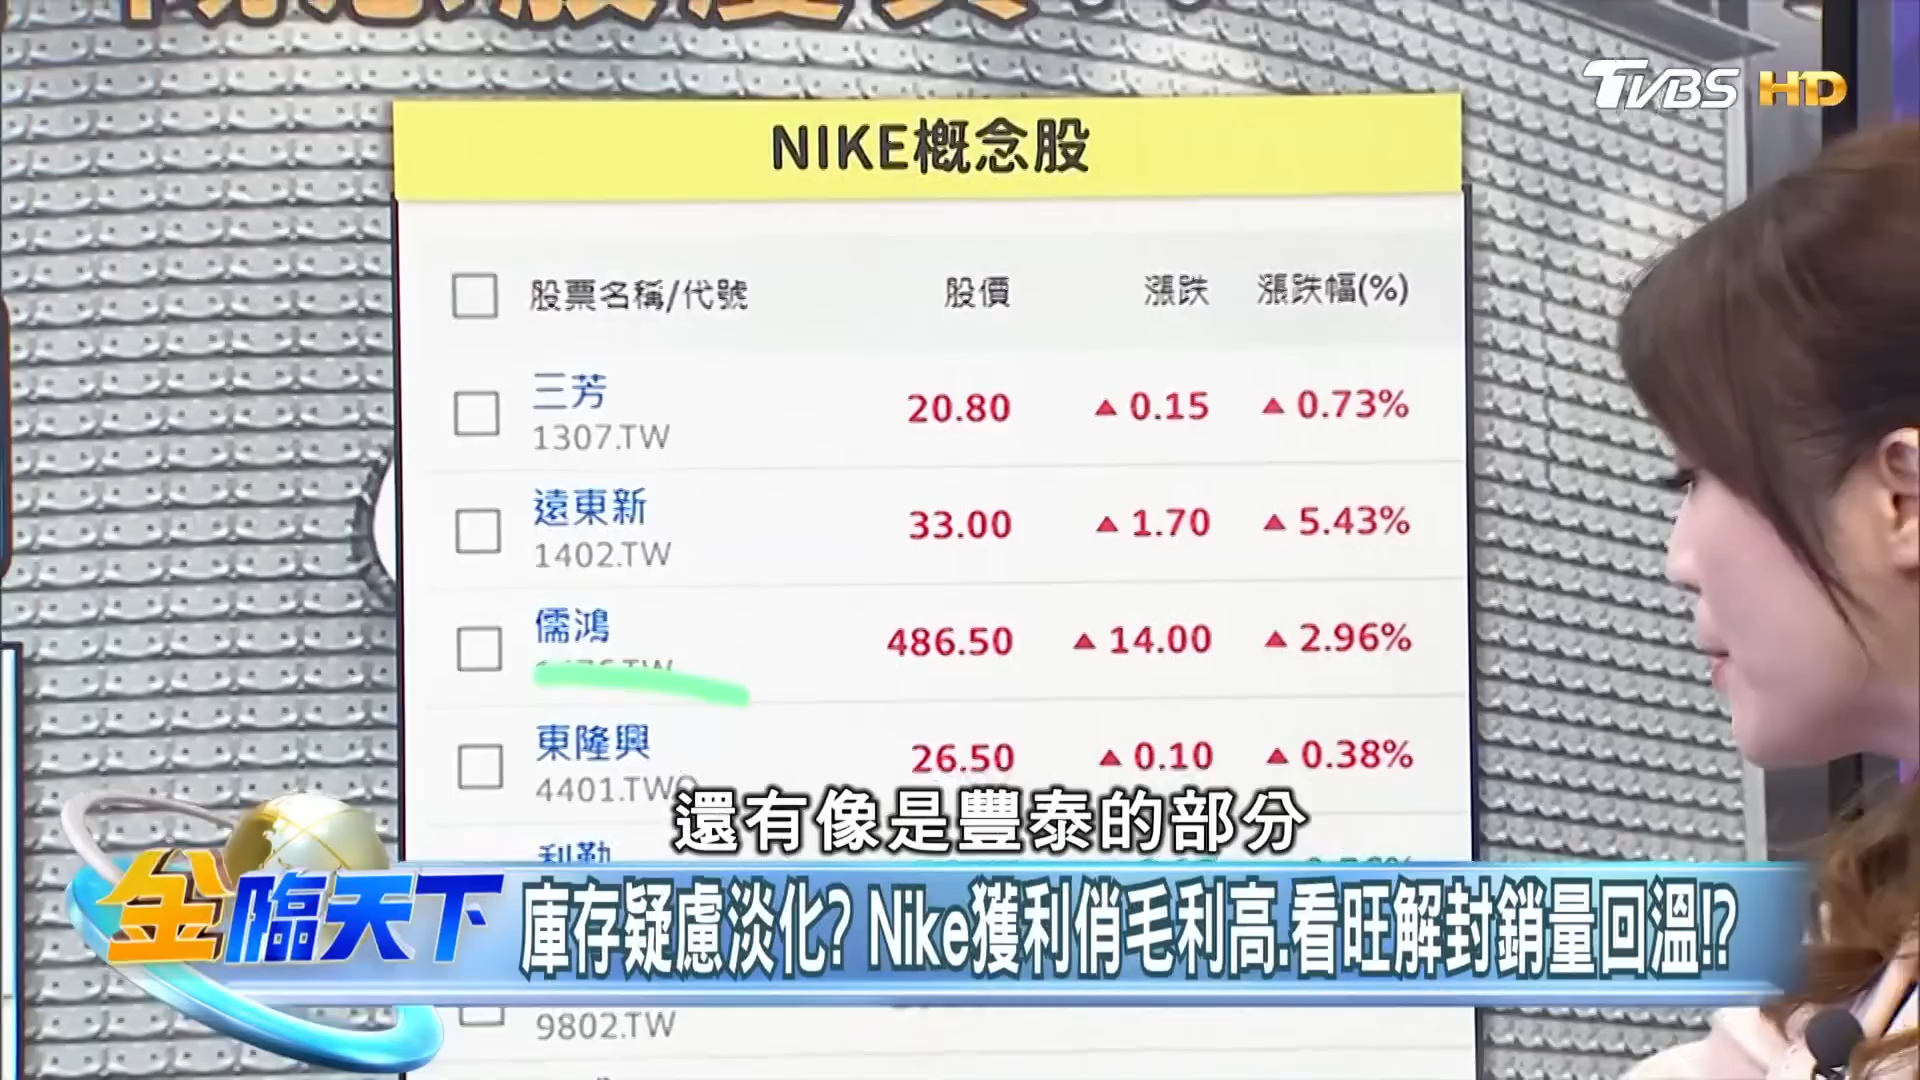 TVBS HD
NIKE概念股
股票名稱/代號 股價 漲跌 漲跌幅(%)
三芳 20.80 ▲ 0.15 ▲ 0.73%
1307.TW
遠東新 33.00 ▲ 1.70 ▲ 5.43%
1402.TW
儒鴻 486.50 ▲ 14.00 ▲ 2.96%
東隆興 26.50 ▲ 0.10 ▲ 0.38%
4401.TWO
還有像是豐泰的部分
利勤
金臨天下
庫存疑慮淡化? Nike獲利俏毛利高.看旺解封銷量回溫!?
9802.TW